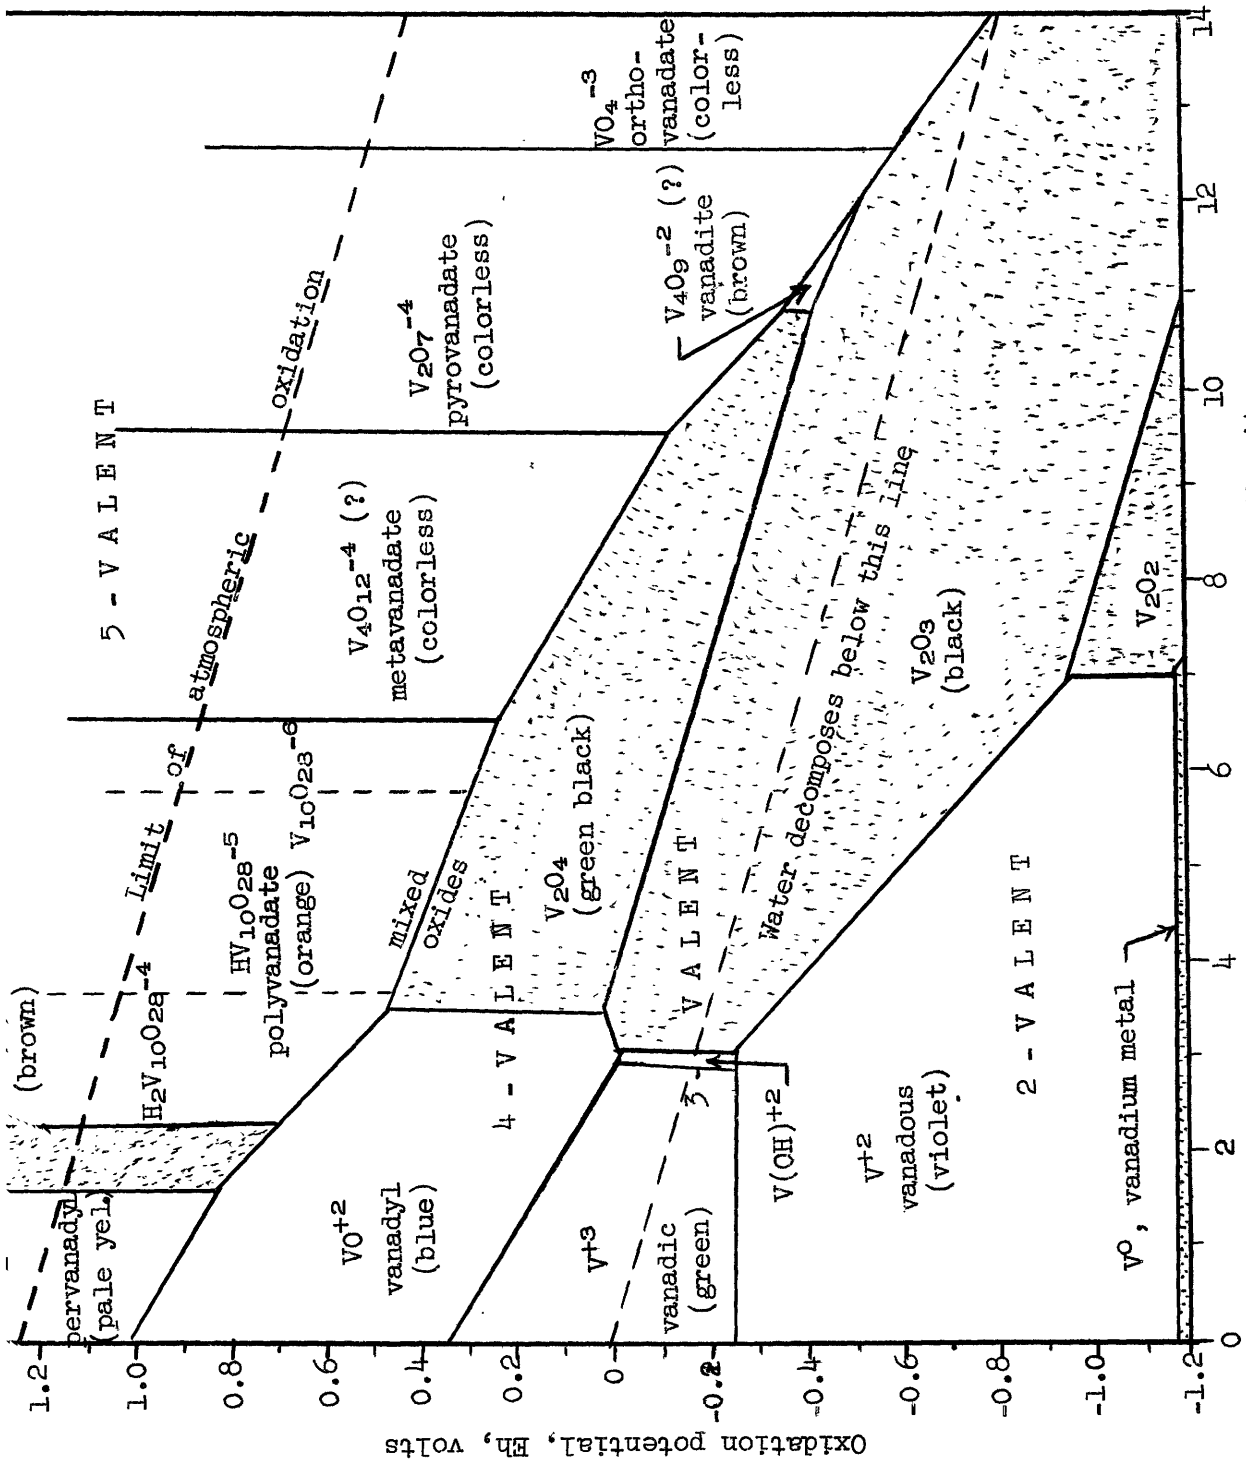 5 - V A L E N T
Limit of atmospheric oxidation
(brown)
pervanadyl
(pale yel.)
H2V10O28-4
HV10O28-5
polyvanadate
(orange) V10O28-6
V4O12-4 (?)
metavanadate
(colorless)
V2O7-4
pyrovanadate
(colorless)
VO4-3
ortho-
vanadate
(color-
less)
V4O9-2 (?)
vanadite
(brown)
mixed
oxides
VO+2
vanadyl
(blue)
4 - V A L E N T
V2O4
(green black)
V+3
vanadic
(green)
3 - V A L E N T
V(OH)+2
Water decomposes below this line
V2O3
(black)
V+2
vanadous
(violet)
2 - V A L E N T
V2O2
V0, vanadium metal
Oxidation potential, Eh, volts
1.2
1.0
0.8
0.6
0.4
0.2
0
-0.2
-0.4
-0.6
-0.8
-1.0
-1.2
0
2
4
6
8
10
12
14